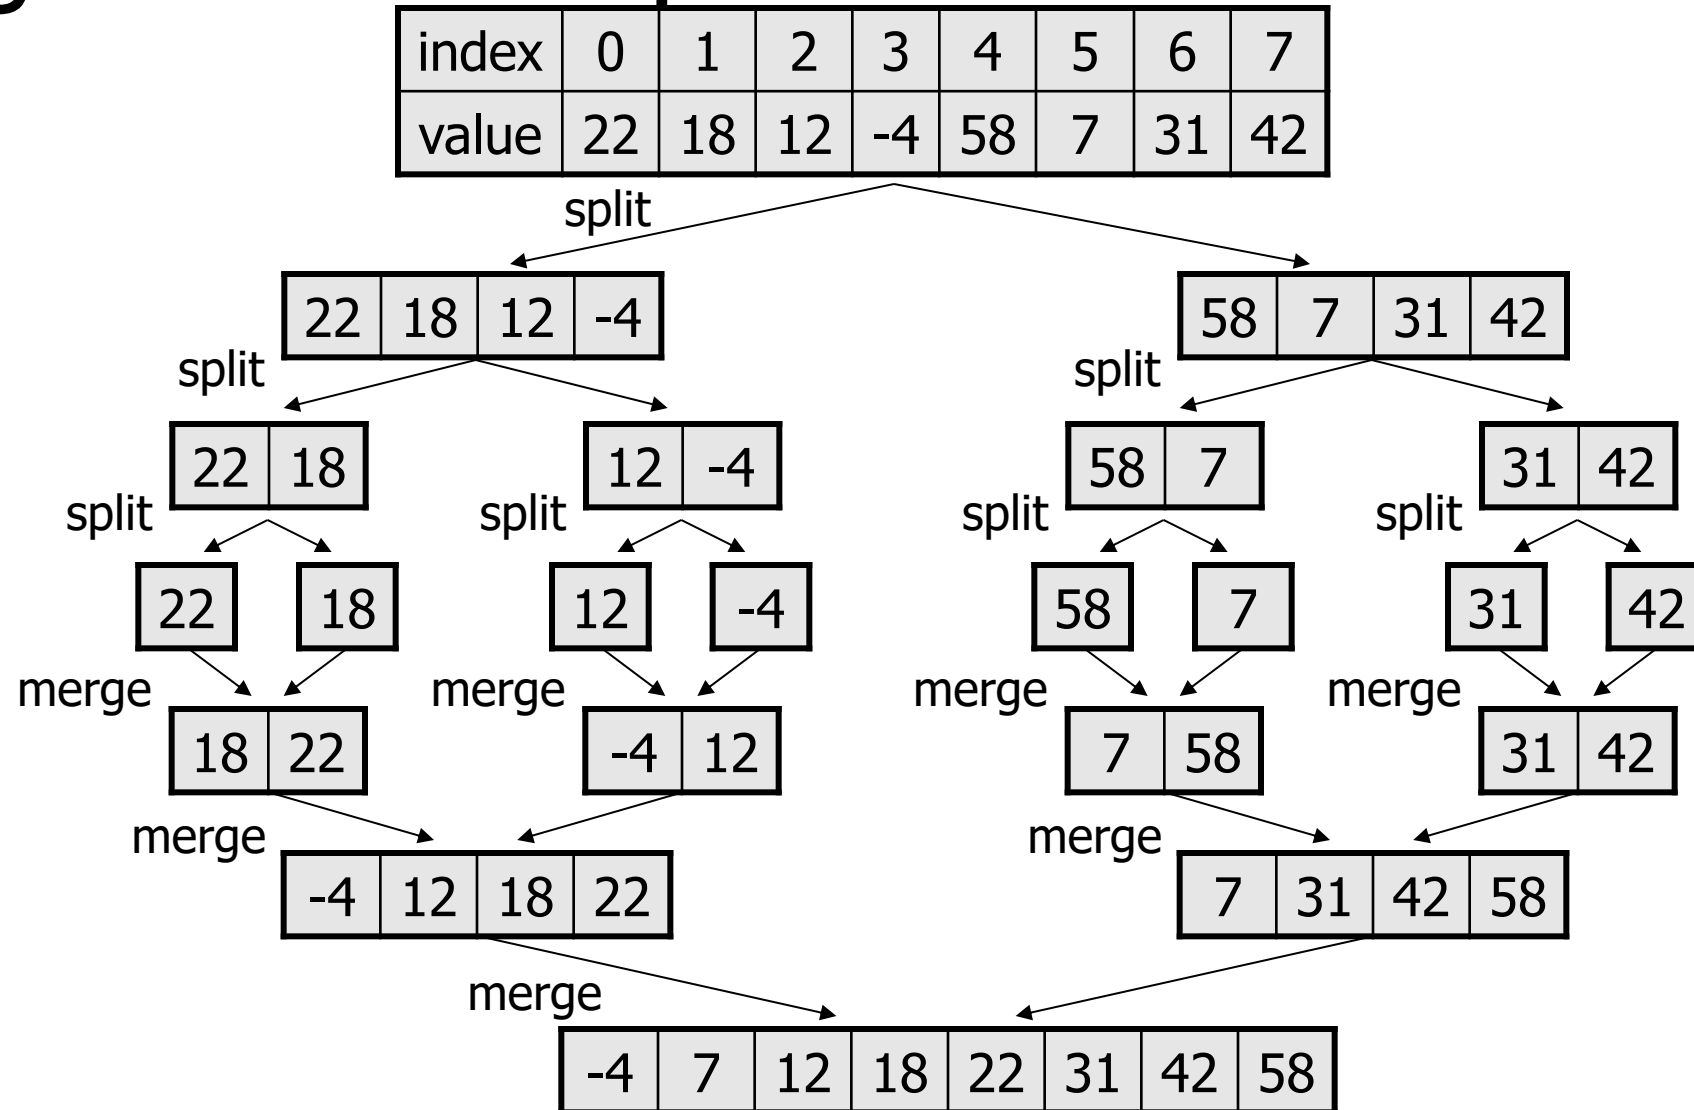 index 0 1 2 3 4 5 6 7
value 22 18 12 -4 58 7 31 42
split
22 18 12 -4 58 7 31 42
split split
22 18 12 -4 58 7 31 42
split split split split
22 18 12 -4 58 7 31 42
merge merge merge merge
18 22 -4 12 7 58 31 42
merge merge
-4 12 18 22 7 31 42 58
merge
-4 7 12 18 22 31 42 58